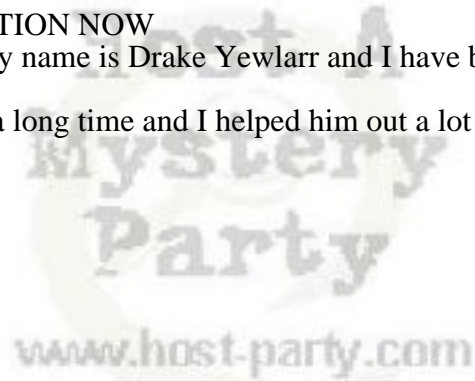 TION NOW
y name is Drake Yewlarr and I have b
a long time and I helped him out a lot
Host A
Mystery
Party
www.host-party.com